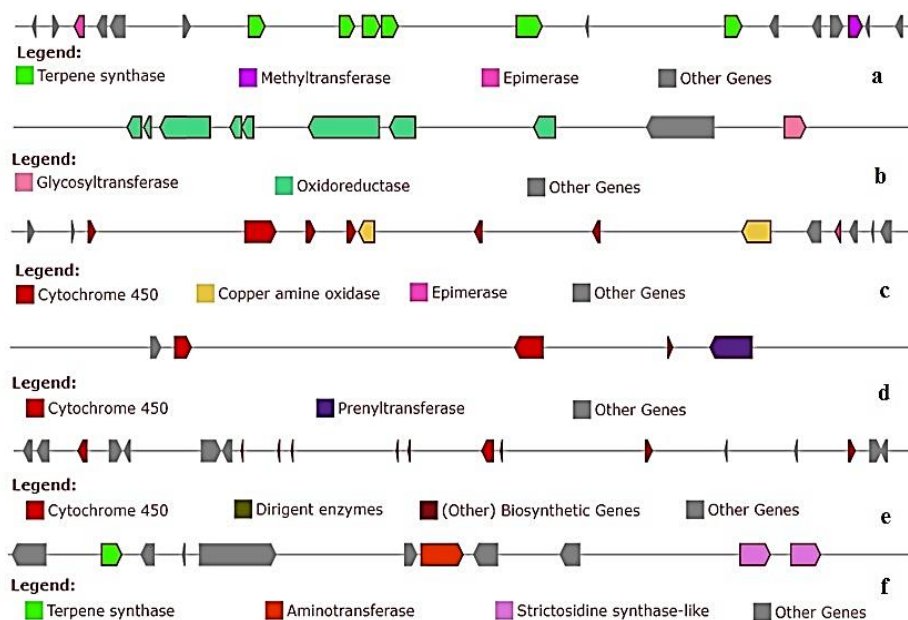 Legend:
Terpene synthase Methyltransferase Epimerase Other Genes a
Legend:
Glycosyltransferase Oxidoreductase Other Genes b
Legend:
Cytochrome 450 Copper amine oxidase Epimerase Other Genes c
Legend:
Cytochrome 450 Prenyltransferase Other Genes d
Legend:
Cytochrome 450 Dirigent enzymes (Other) Biosynthetic Genes Other Genes e
Legend:
Terpene synthase Aminotransferase Strictosidine synthase-like Other Genes f